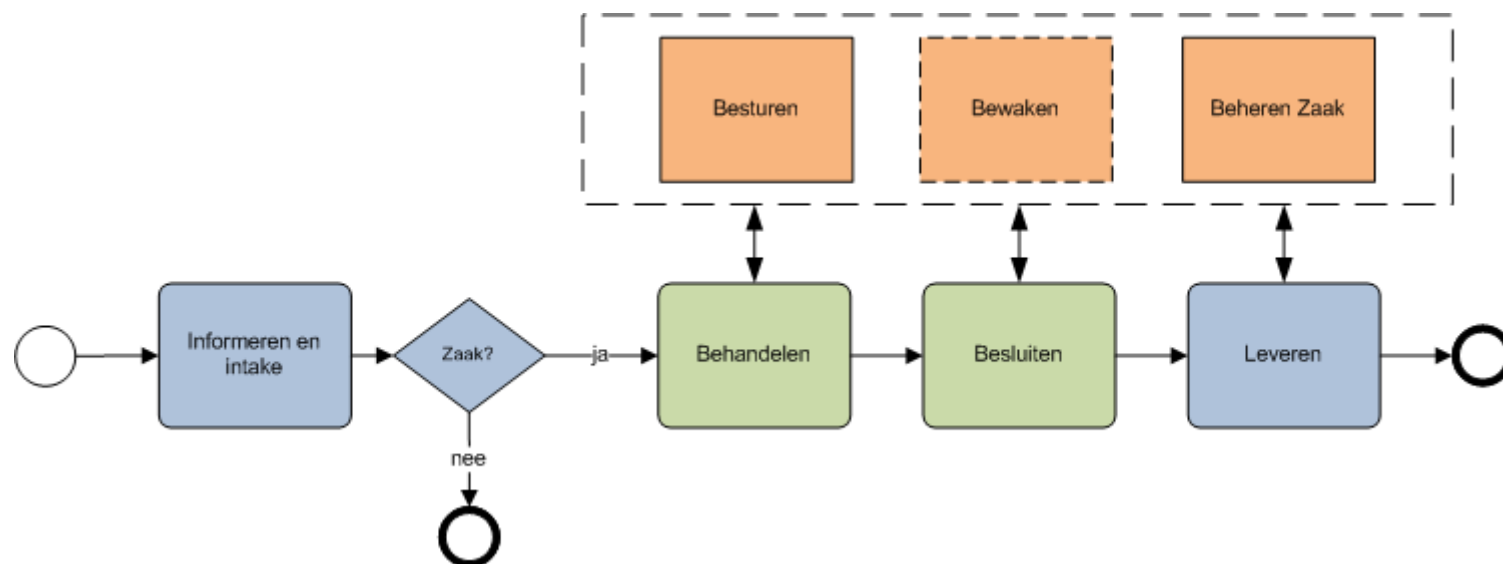 Besturen
Bewaken
Beheren Zaak
Informeren en
intake
Zaak?
ja
Behandelen
Besluiten
Leveren
nee